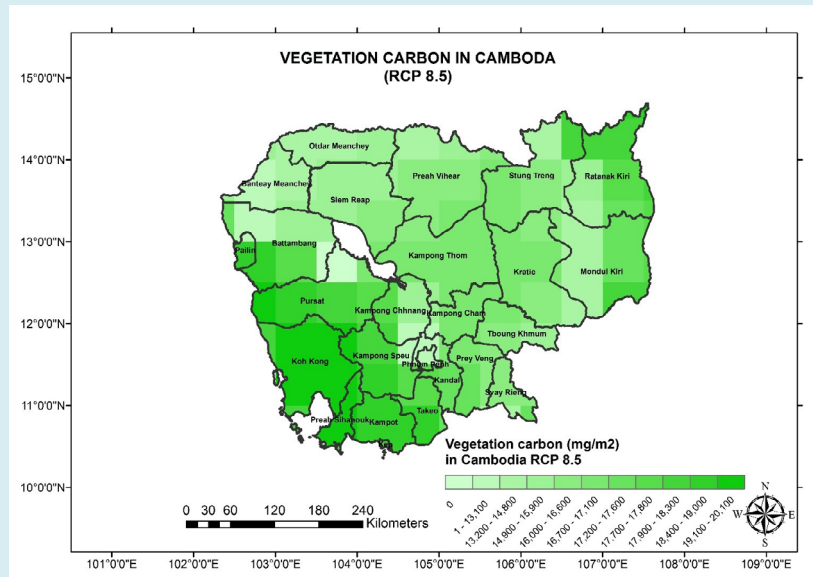 VEGETATION CARBON IN CAMBODA
(RCP 8.5)
15°0'0"N
14°0'0"N
13°0'0"N
12°0'0"N
11°0'0"N
10°0'0"N
Otdar Meanchey
Banteay Meanchey
Preah Vihear
Stung Treng
Ratanak Kiri
Siem Reap
Pailin
Battambang
Kampong Thom
Kratie
Mondul Kiri
Pursat
Kampong Chhnang
Kampong Cham
Tboung Khmum
Koh Kong
Kampong Speu
Phnom Penh
Prey Veng
Kandal
Svay Rieng
Preah Sihanouk
Kampot
Takeo
Vegetation carbon (mg/m2)
in Cambodia RCP 8.5
0
1 - 13,100
13,200 - 14,800
14,900 - 15,900
16,000 - 16,600
16,700 - 17,100
17,200 - 17,600
17,700 - 17,800
17,900 - 18,300
18,400 - 19,000
19,100 - 20,100
N
W
E
S
0 30 60 120 180 240
Kilometers
101°0'0"E 102°0'0"E 103°0'0"E 104°0'0"E 105°0'0"E 106°0'0"E 107°0'0"E 108°0'0"E 109°0'0"E